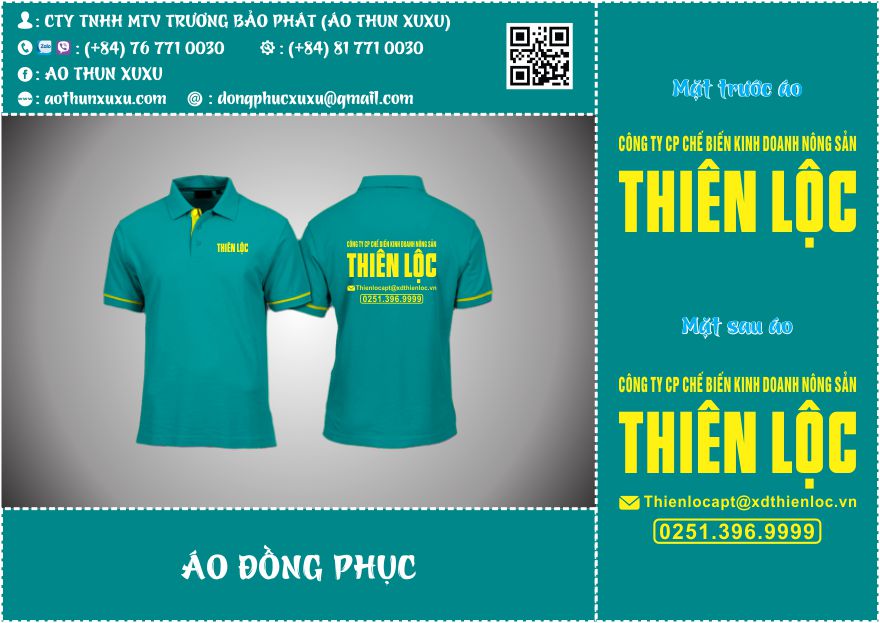 : CTY TNHH MTV TRƯƠNG BẢO PHÁT (ÁO THUN XUXU)
Zalo : (+84) 76 771 0030 : (+84) 81 771 0030
: AO THUN XUXU
: aothunxuxu.com @ : dongphucxuxu@gmail.com
THIÊN LỘC
CÔNG TY CP CHẾ BIẾN KINH DOANH NÔNG SẢN
THIÊN LỘC
Thienlocapt@xdthienloc.vn
0251.396.9999
ÁO ĐỒNG PHỤC
Mặt trước áo
CÔNG TY CP CHẾ BIẾN KINH DOANH NÔNG SẢN
THIÊN LỘC
Mặt sau áo
CÔNG TY CP CHẾ BIẾN KINH DOANH NÔNG SẢN
THIÊN LỘC
Thienlocapt@xdthienloc.vn
0251.396.9999